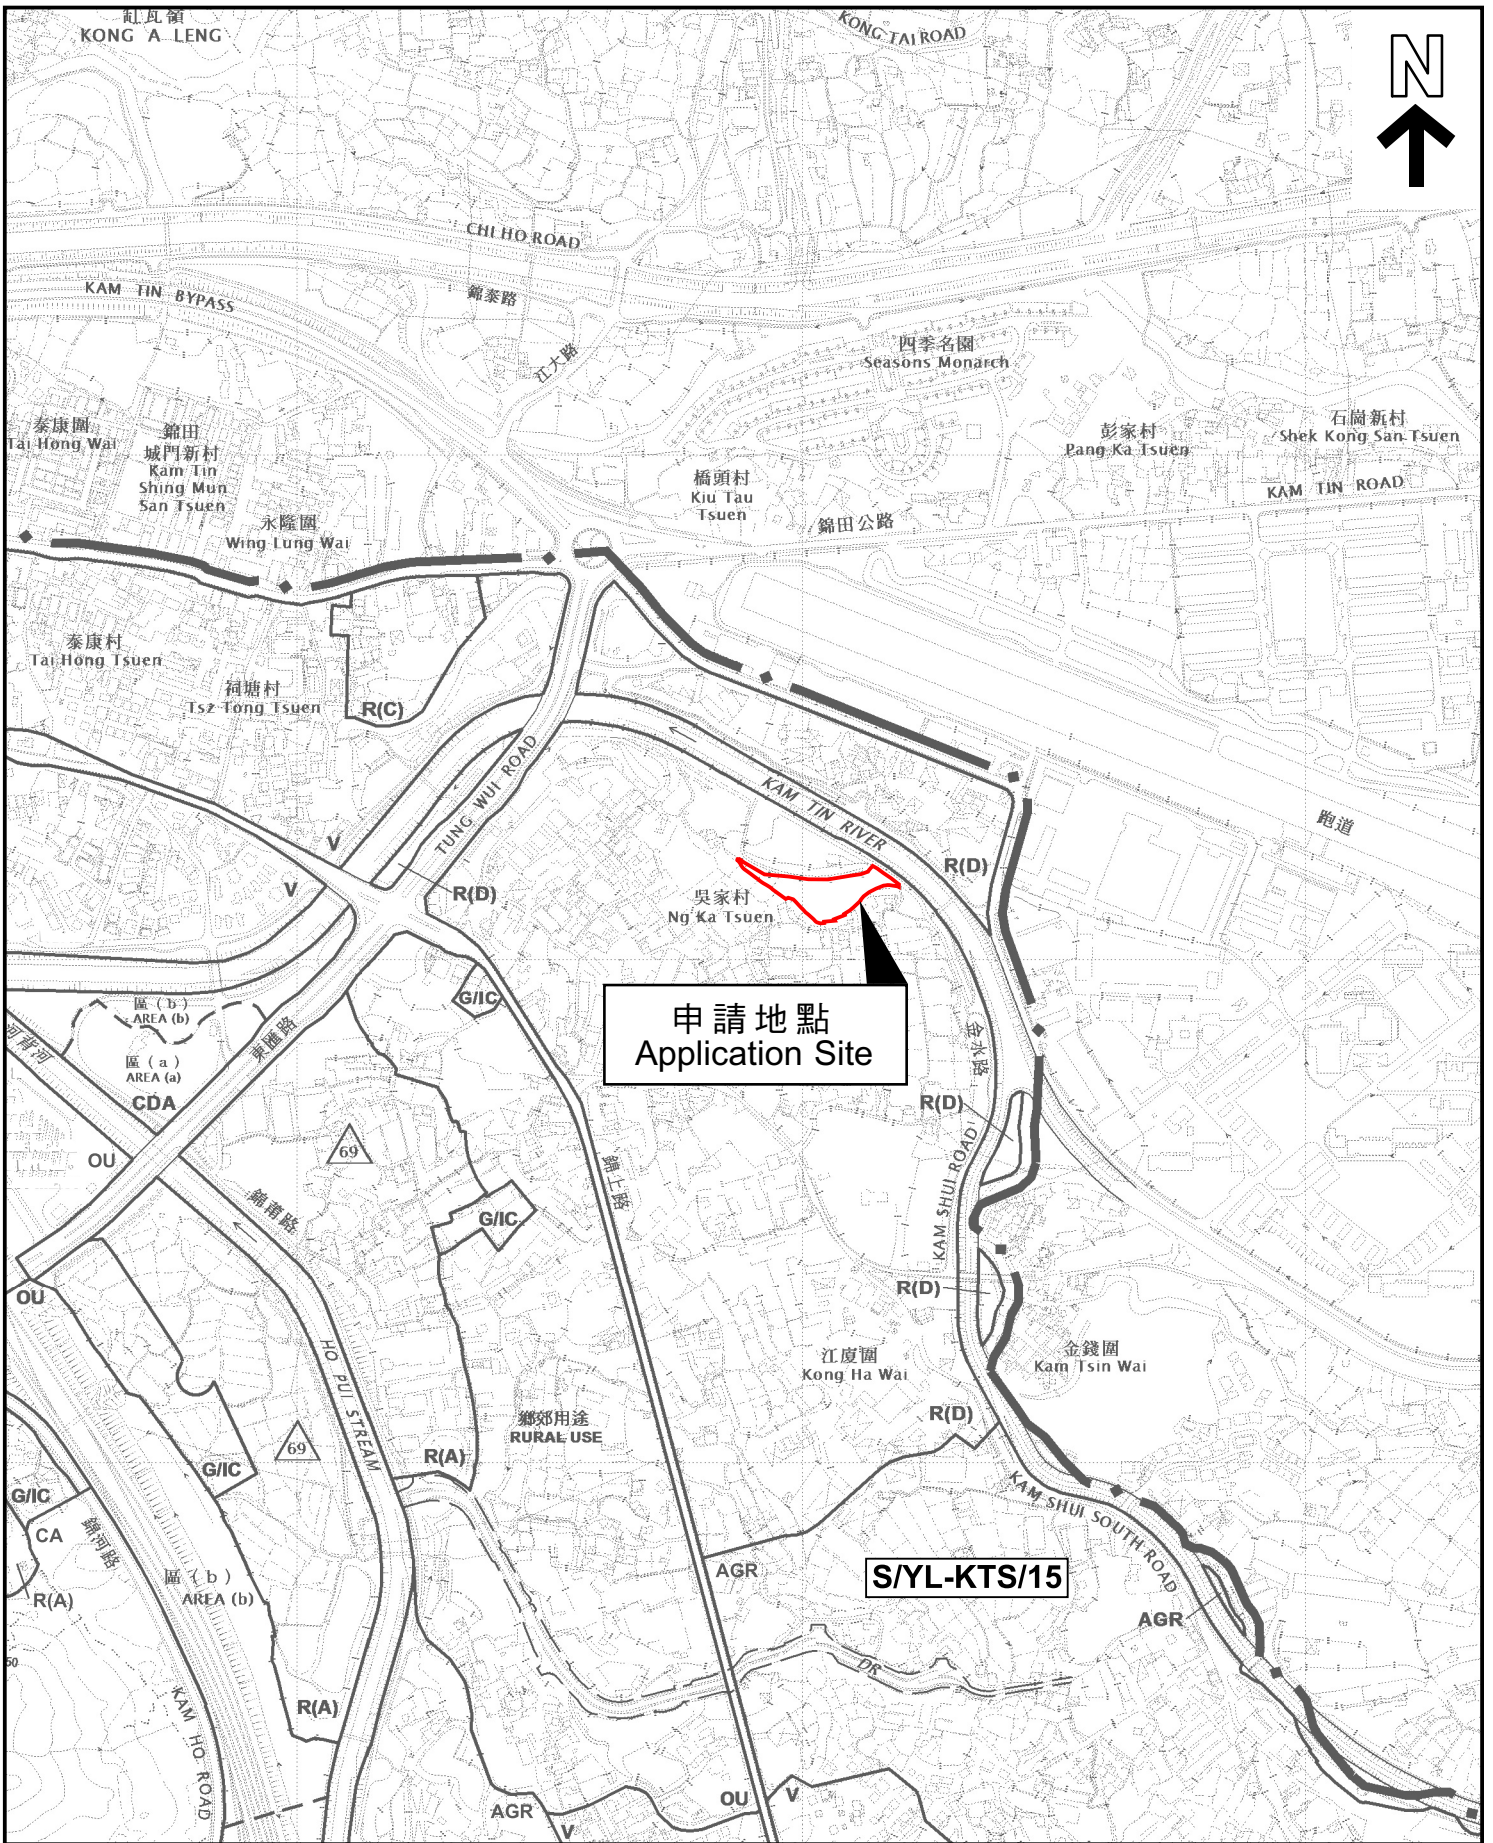 缸瓦嶺
KONG A LENG
KONG TAI ROAD
N
CHI HO ROAD
KAM TIN BYPASS
錦泰路
江大路
四季名園
Seasons Monarch
泰康圍
Tai Hong Wai
錦田
城門新村
Kam Tin
Shing Mun
San Tsuen
永隆圍
Wing Lung Wai
橋頭村
Kiu Tau
Tsuen
彭家村
Pang Ka Tsuen
石崗新村
Shek Kong San Tsuen
KAM TIN ROAD
錦田公路
泰康村
Tai Hong Tsuen
祠塘村
Tsz Tong Tsuen
R(C)
TUNG WUI ROAD
KAM TIN RIVER
跑道
V
V
R(D)
R(D)
吳家村
Ng Ka Tsuen
申請地點
Application Site
G/IC
區 ( b )
AREA (b)
區 ( a )
AREA (a)
CDA
河背河
東匯路
OU
69
錦莆路
G/IC
錦上路
金水路
R(D)
KAM SHUI ROAD
R(D)
OU
HO PUI STREAM
江廈圍
Kong Ha Wai
金錢圍
Kam Tsin Wai
R(D)
鄉郊用途
RURAL USE
69
R(A)
G/IC
G/IC
CA
錦河路
R(A)
區 ( b )
AREA (b)
KAM SHUI SOUTH ROAD
AGR
S/YL-KTS/15
AGR
50
DR
R(A)
KAM HO ROAD
AGR
V
OU
V